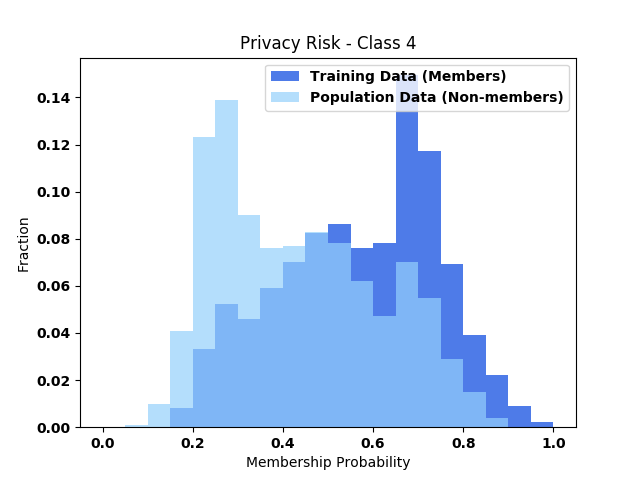 Privacy Risk - Class 4
Training Data (Members)
Population Data (Non-members)
0.14
0.12
0.10
0.08
0.06
0.04
0.02
0.00
Fraction
0.0 0.2 0.4 0.6 0.8 1.0
Membership Probability